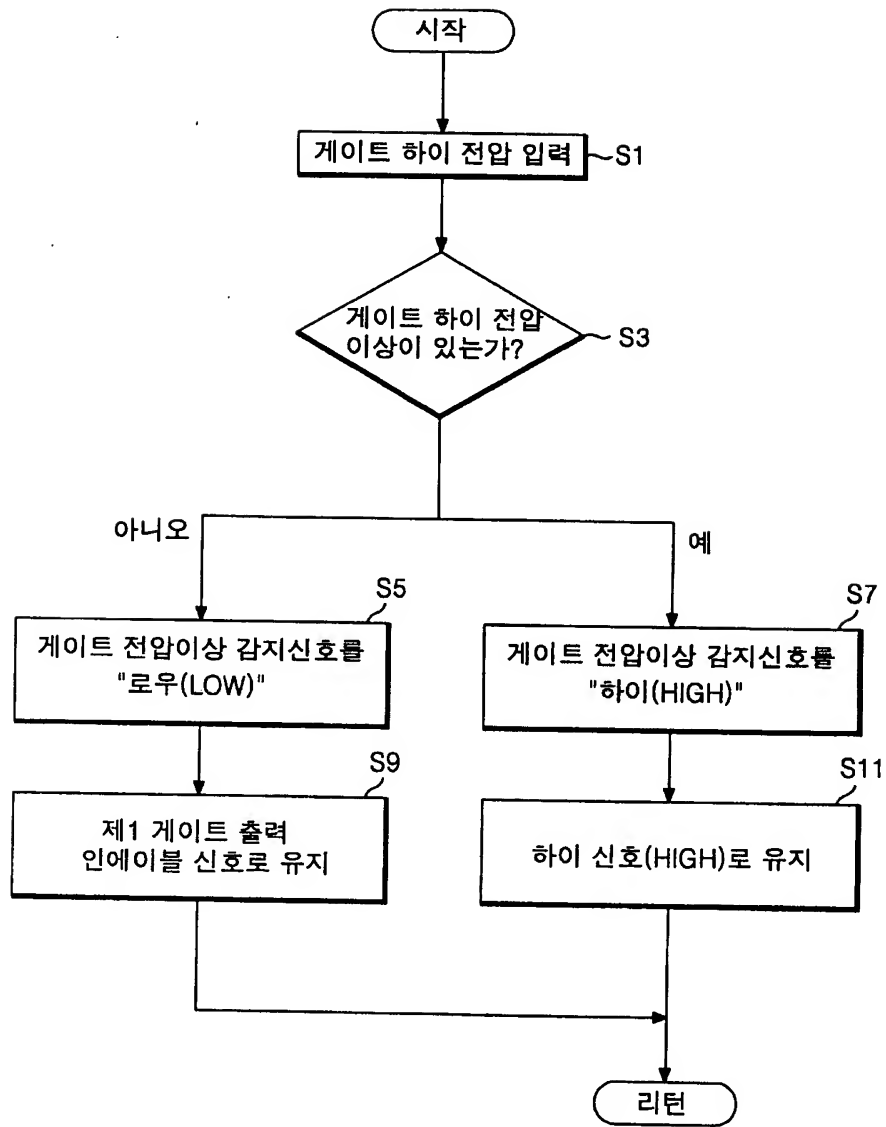 시작
게이트 하이 전압 입력
S1
게이트 하이 전압
이상이 있는가?
S3
아니오
예
S5
게이트 전압이상 감지신호를
"로우(LOW)"
S7
게이트 전압이상 감지신호를
"하이(HIGH)"
S9
제1 게이트 출력
인에이블 신호로 유지
S11
하이 신호(HIGH)로 유지
리턴